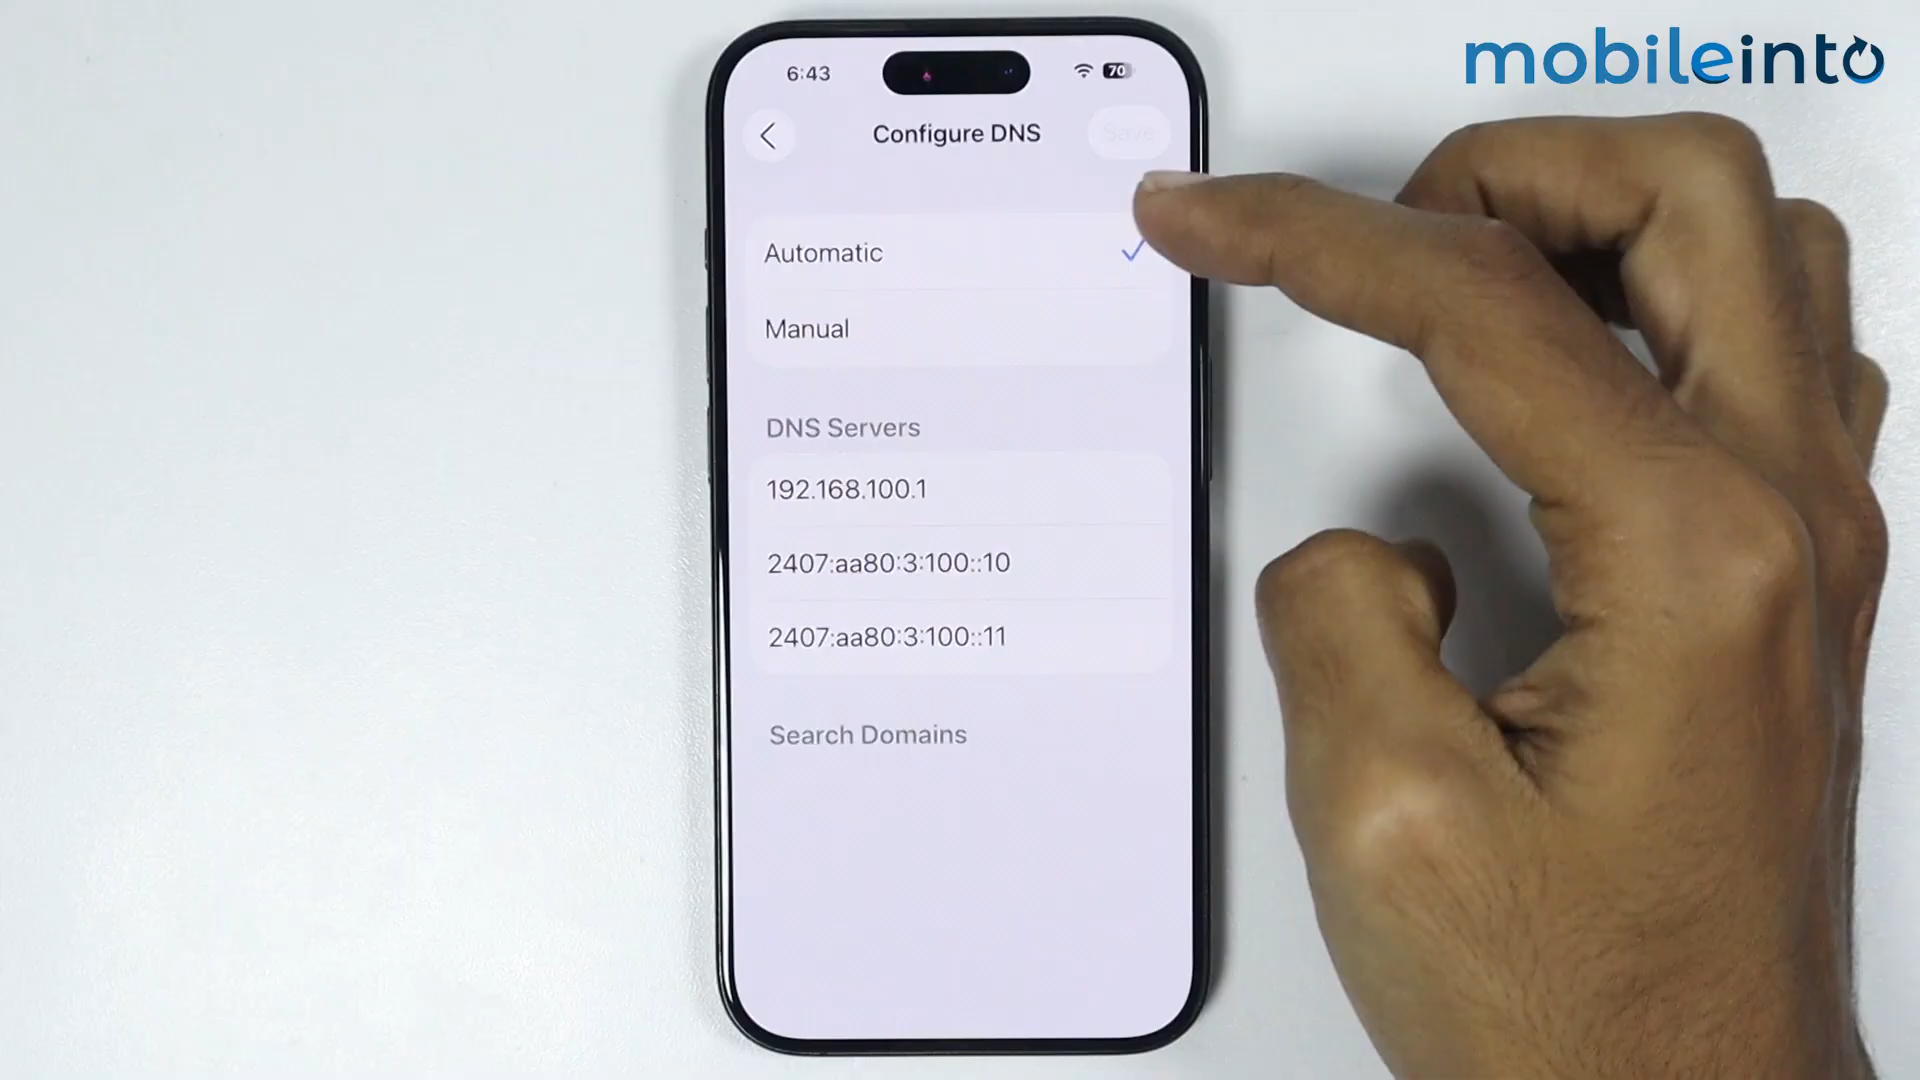 mobileinto
6:43
70
Configure DNS
Save
Automatic
Manual
DNS Servers
192.168.100.1
2407:aa80:3:100::10
2407:aa80:3:100::11
Search Domains